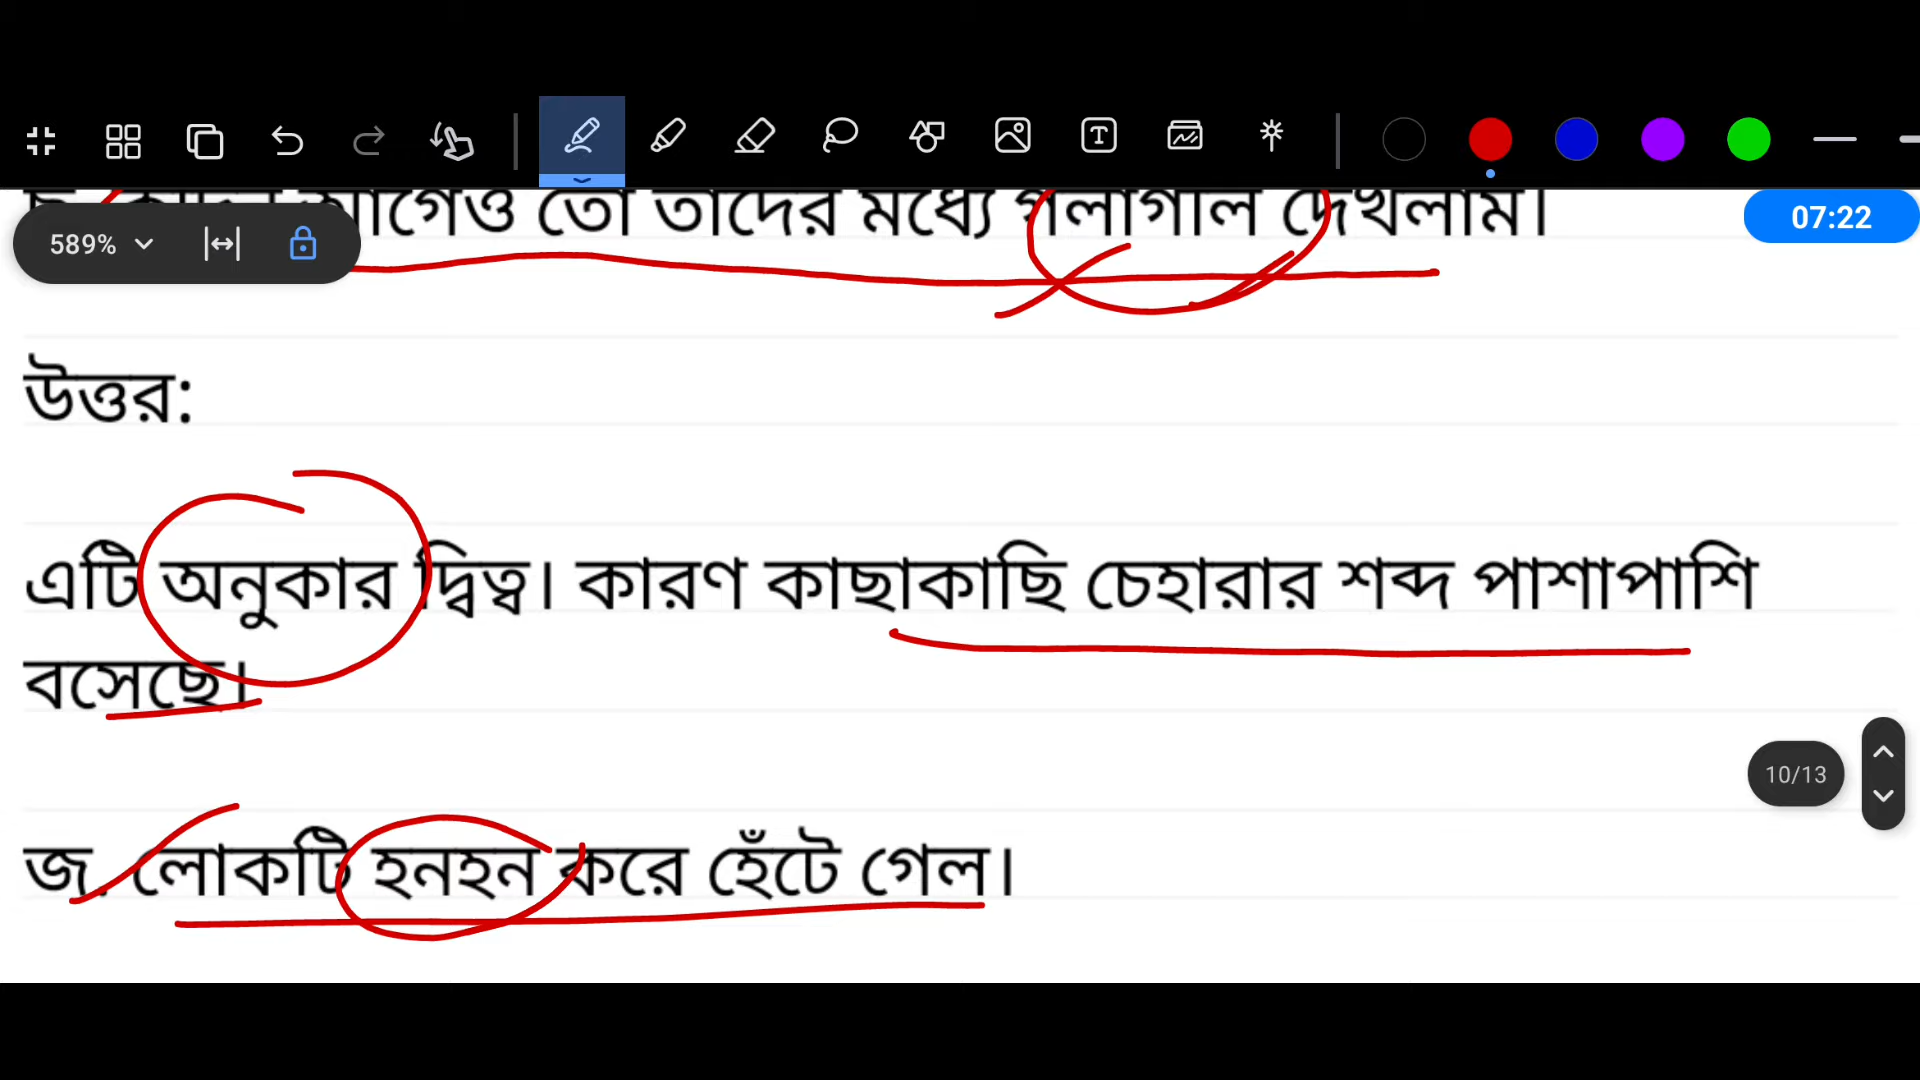 আগেও তো তাদের মধ্যে গলাগলি দেখলাম।
07:22
589%
উত্তর:
এটি অনুকার দ্বিত্ব। কারণ কাছাকাছি চেহারার শব্দ পাশাপাশি
বসেছে।
10/13
জ. লোকটি হনহন করে হেঁটে গেল।